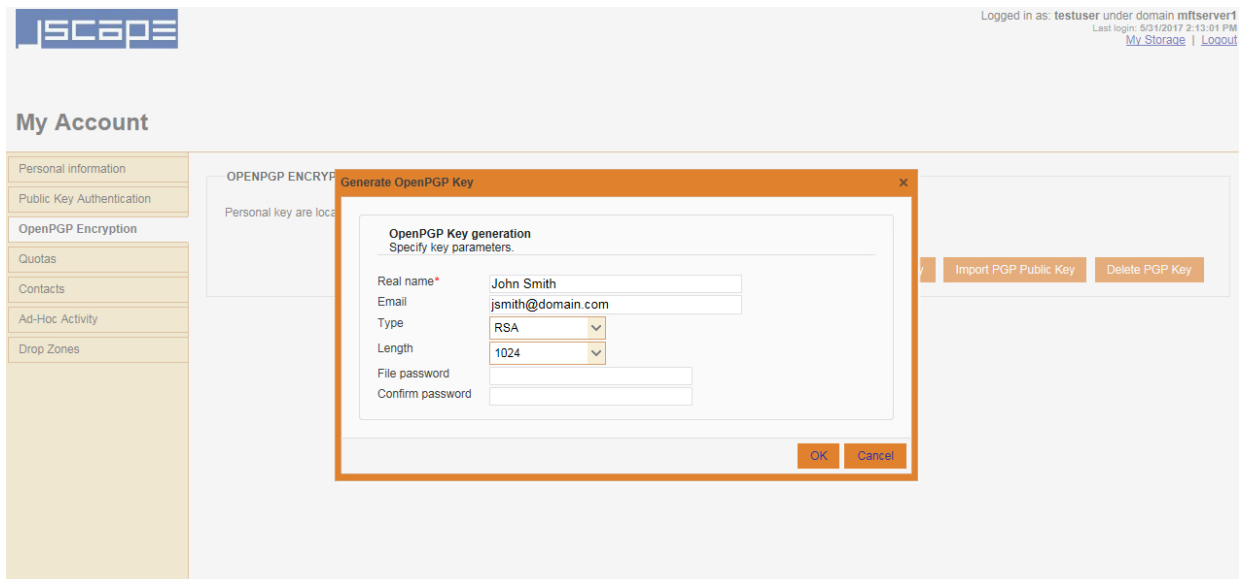 JSCAPE
Logged in as: testuser under domain mftserver1
Last login: 5/31/2017 2:13:01 PM
My Storage | Logout
My Account
Personal information
Public Key Authentication
OpenPGP Encryption
Quotas
Contacts
Ad-Hoc Activity
Drop Zones
OPENPGP ENCRYP
Personal key are loca
Import PGP Public Key
Delete PGP Key
Generate OpenPGP Key
OpenPGP Key generation
Specify key parameters.
Real name* John Smith
Email jsmith@domain.com
Type RSA
Length 1024
File password
Confirm password
OK Cancel